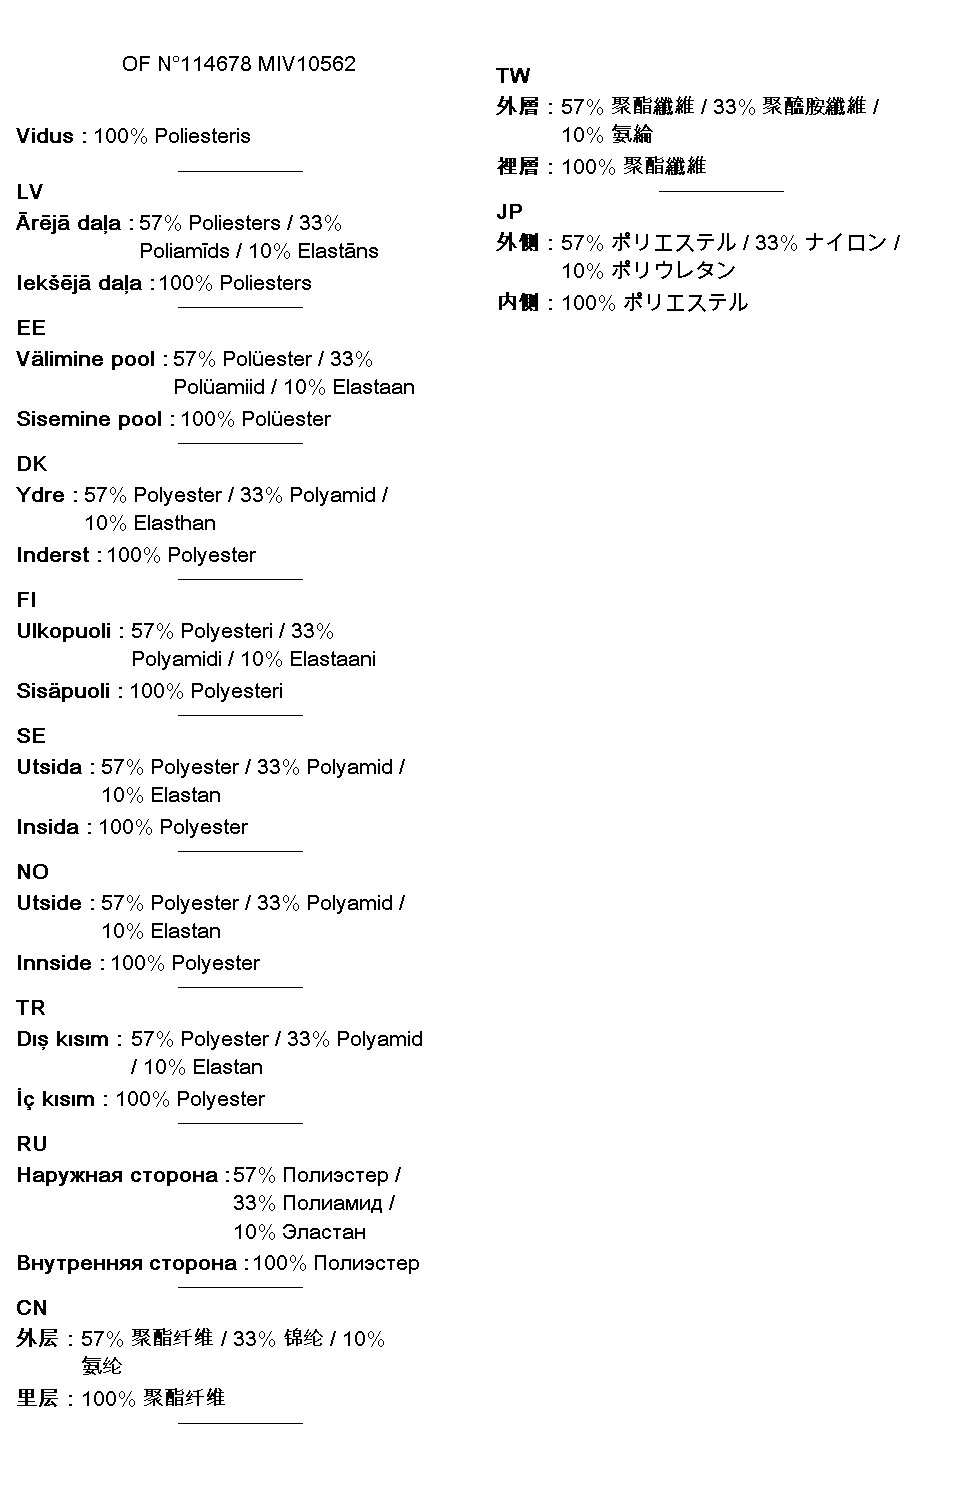 OF N°114678 MIV10562
Vidus : 100% Poliesteris
LV
Ārējā daļa : 57% Poliesters / 33%
Poliamīds / 10% Elastāns
Iekšējā daļa : 100% Poliesters
EE
Välimine pool : 57% Polüester / 33%
Polüamiid / 10% Elastaan
Sisemine pool : 100% Polüester
DK
Ydre : 57% Polyester / 33% Polyamid /
10% Elasthan
Inderst : 100% Polyester
FI
Ulkopuoli : 57% Polyesteri / 33%
Polyamidi / 10% Elastaani
Sisäpuoli : 100% Polyesteri
SE
Utsida : 57% Polyester / 33% Polyamid /
10% Elastan
Insida : 100% Polyester
NO
Utside : 57% Polyester / 33% Polyamid /
10% Elastan
Innside : 100% Polyester
TR
Dış kısım : 57% Polyester / 33% Polyamid
/ 10% Elastan
İç kısım : 100% Polyester
RU
Наружная сторона : 57% Полиэстер /
33% Полиамид /
10% Эластан
Внутренняя сторона : 100% Полиэстер
CN
外层 : 57% 聚酯纤维 / 33% 锦纶 / 10%
氨纶
里层 : 100% 聚酯纤维
TW
外層 : 57% 聚酯纖維 / 33% 聚醯胺纖維 /
10% 氨綸
裡層 : 100% 聚酯纖維
JP
外側 : 57% ポリエステル / 33% ナイロン /
10% ポリウレタン
内側 : 100% ポリエステル